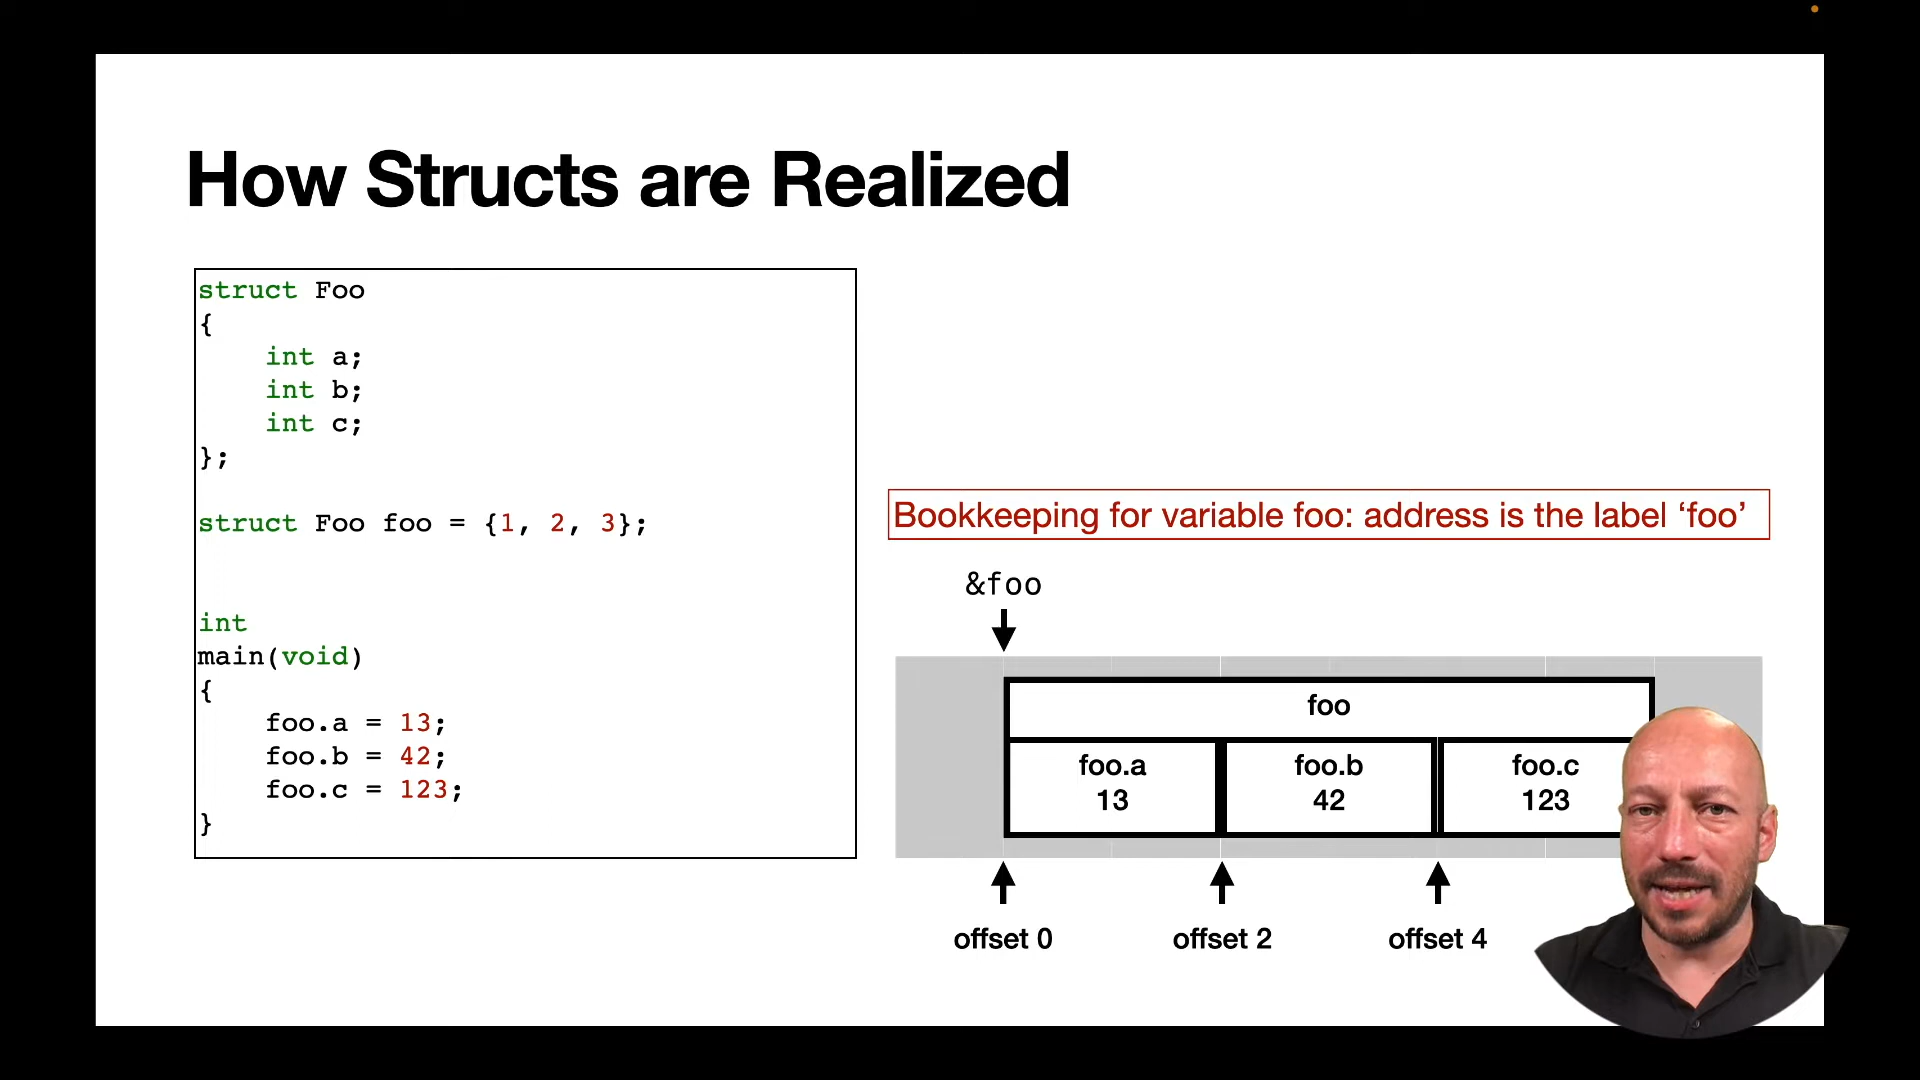 How Structs are Realized
struct Foo
{
    int a;
    int b;
    int c;
};
struct Foo foo = {1, 2, 3};
int
main(void)
{
    foo.a = 13;
    foo.b = 42;
    foo.c = 123;
}
Bookkeeping for variable foo: address is the label ‘foo’
&foo
foo
foo.a foo.b foo.c
13 42 123
offset 0 offset 2 offset 4